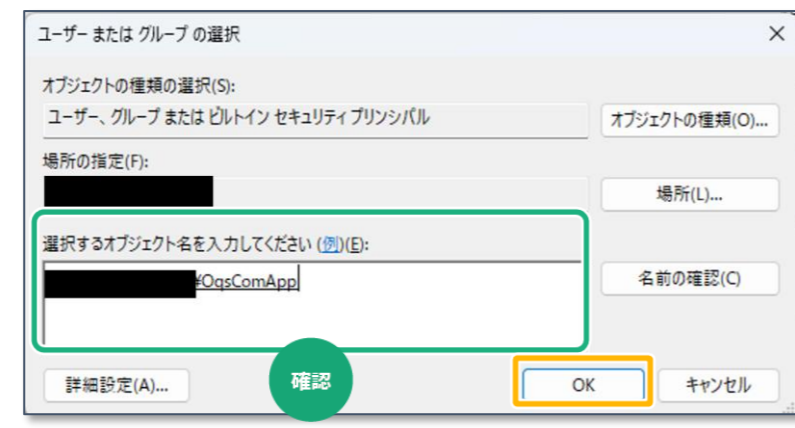 ユーザー または グループ の選択
オブジェクトの種類の選択(S):
ユーザー、グループ または ビルトイン セキュリティ プリンシパル
オブジェクトの種類(O)...
場所の指定(F):
場所(L)...
選択するオブジェクト名を入力してください (例)(E):
¥OqsComApp
名前の確認(C)
詳細設定(A)...
確認
OK
キャンセル